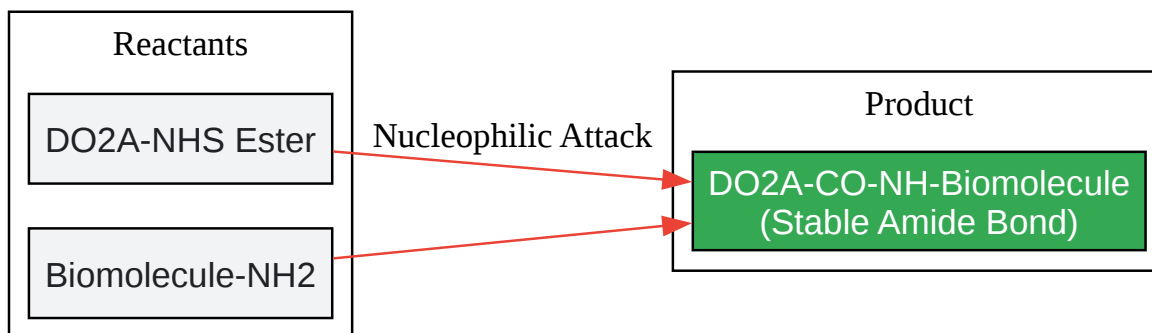 Reactants
DO2A-NHS Ester
Biomolecule-NH2
Nucleophilic Attack
Product
DO2A-CO-NH-Biomolecule
(Stable Amide Bond)